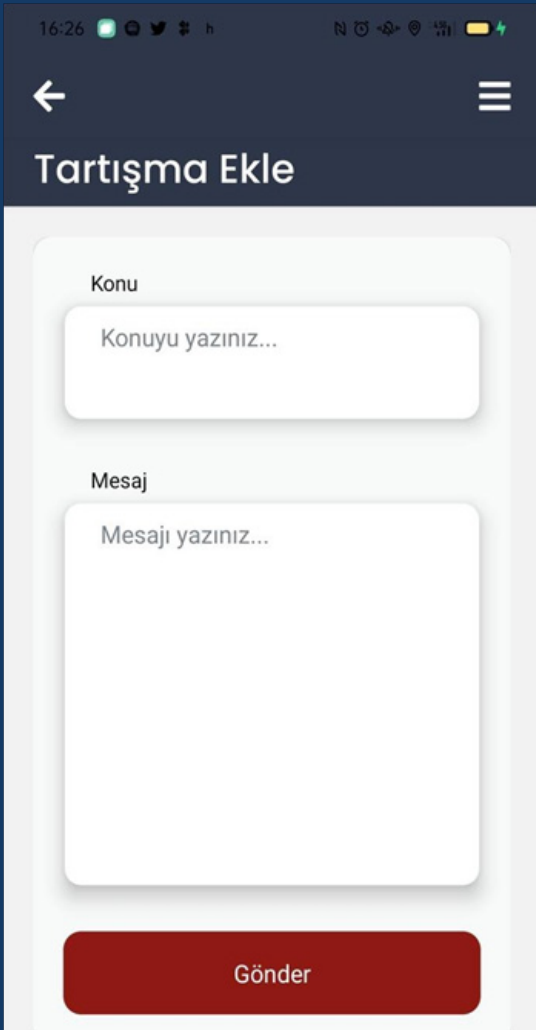 16:26
Tartışma Ekle
Konu
Konuyu yazınız...
Mesaj
Mesajı yazınız...
Gönder